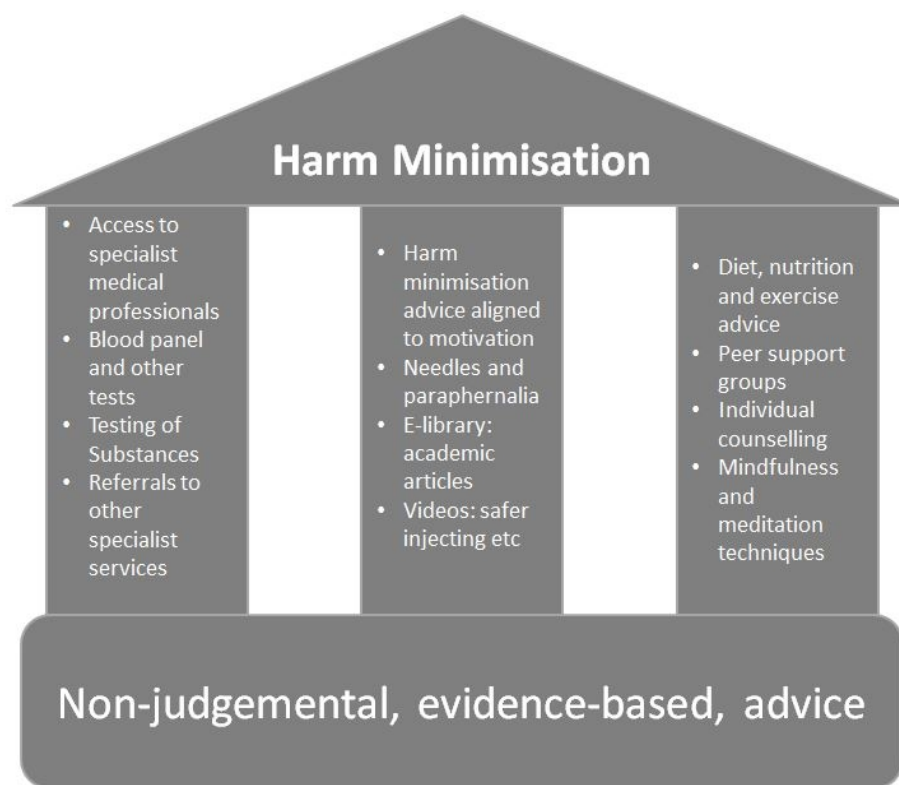 Harm Minimisation
• Access to
specialist
medical
professionals
• Blood panel
and other
tests
• Testing of
Substances
• Referrals to
other
specialist
services
• Harm
minimisation
advice aligned
to motivation
• Needles and
paraphernalia
• E-library:
academic
articles
• Videos: safer
injecting etc
• Diet, nutrition
and exercise
advice
• Peer support
groups
• Individual
counselling
• Mindfulness
and
meditation
techniques
Non-judgemental, evidence-based, advice